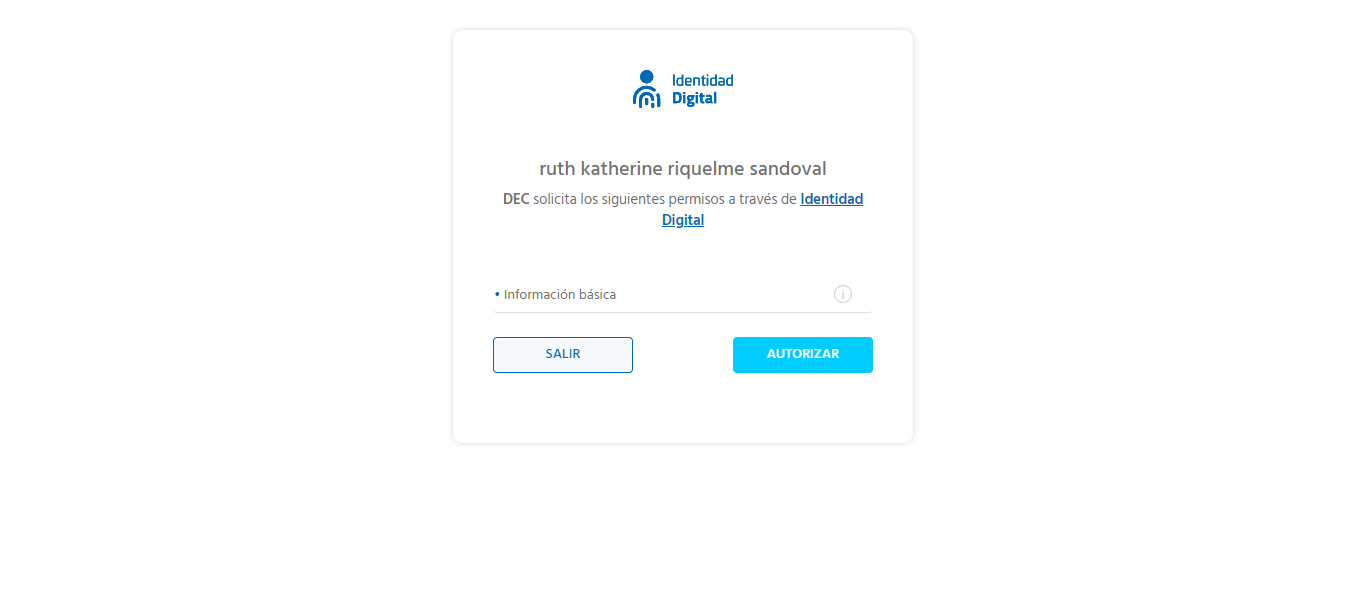 Identidad
Digital
ruth katherine riquelme sandoval
DEC solicita los siguientes permisos a través de Identidad
Digital
• Información básica
SALIR
AUTORIZAR